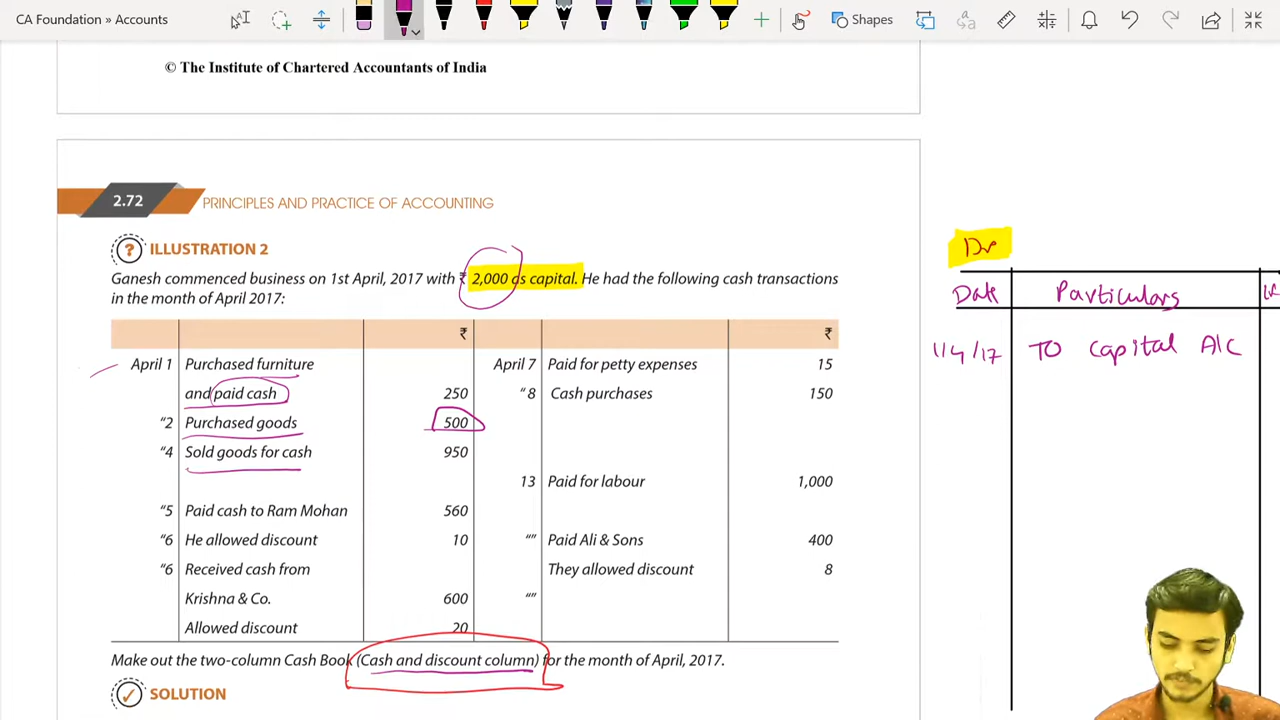 CA Foundation » Accounts
Shapes
© The Institute of Chartered Accountants of India
2.72 PRINCIPLES AND PRACTICE OF ACCOUNTING
? ILLUSTRATION 2
Ganesh commenced business on 1st April, 2017 with ₹ 2,000 as capital. He had the following cash transactions
in the month of April 2017:
₹ ₹
April 1 Purchased furniture April 7 Paid for petty expenses 15
and paid cash 250 "8 Cash purchases 150
"2 Purchased goods 500
"4 Sold goods for cash 950
13 Paid for labour 1,000
"5 Paid cash to Ram Mohan 560
"6 He allowed discount 10 "" Paid Ali & Sons 400
"6 Received cash from They allowed discount 8
Krishna & Co. 600 ""
Allowed discount 20
Make out the two-column Cash Book (Cash and discount column) for the month of April, 2017.
SOLUTION
Dr
Date Particulars
1/4/17 TO Capital A/C